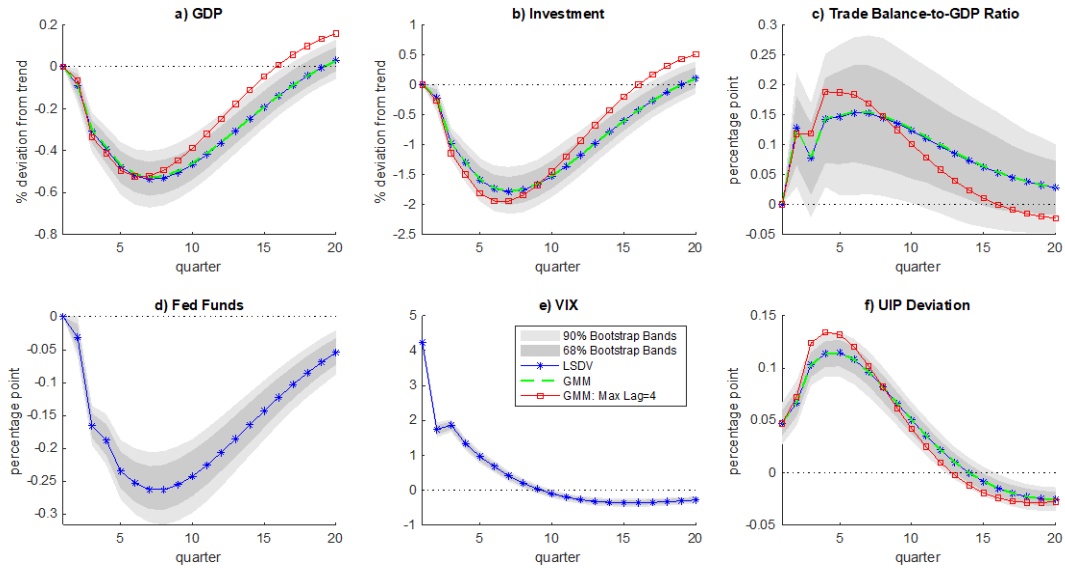 a) GDP
% deviation from trend
0.2
0
-0.2
-0.4
-0.6
-0.8
5
10
15
20
quarter
b) Investment
% deviation from trend
1
0.5
0
-0.5
-1
-1.5
-2
-2.5
5
10
15
20
quarter
c) Trade Balance-to-GDP Ratio
percentage point
0.3
0.25
0.2
0.15
0.1
0.05
0
-0.05
5
10
15
20
quarter
d) Fed Funds
percentage point
0
-0.05
-0.1
-0.15
-0.2
-0.25
-0.3
5
10
15
20
quarter
e) VIX
5
4
3
2
1
0
-1
5
10
15
20
quarter
90% Bootstrap Bands
68% Bootstrap Bands
LSDV
GMM
GMM: Max Lag=4
f) UIP Deviation
percentage point
0.15
0.1
0.05
0
-0.05
5
10
15
20
quarter